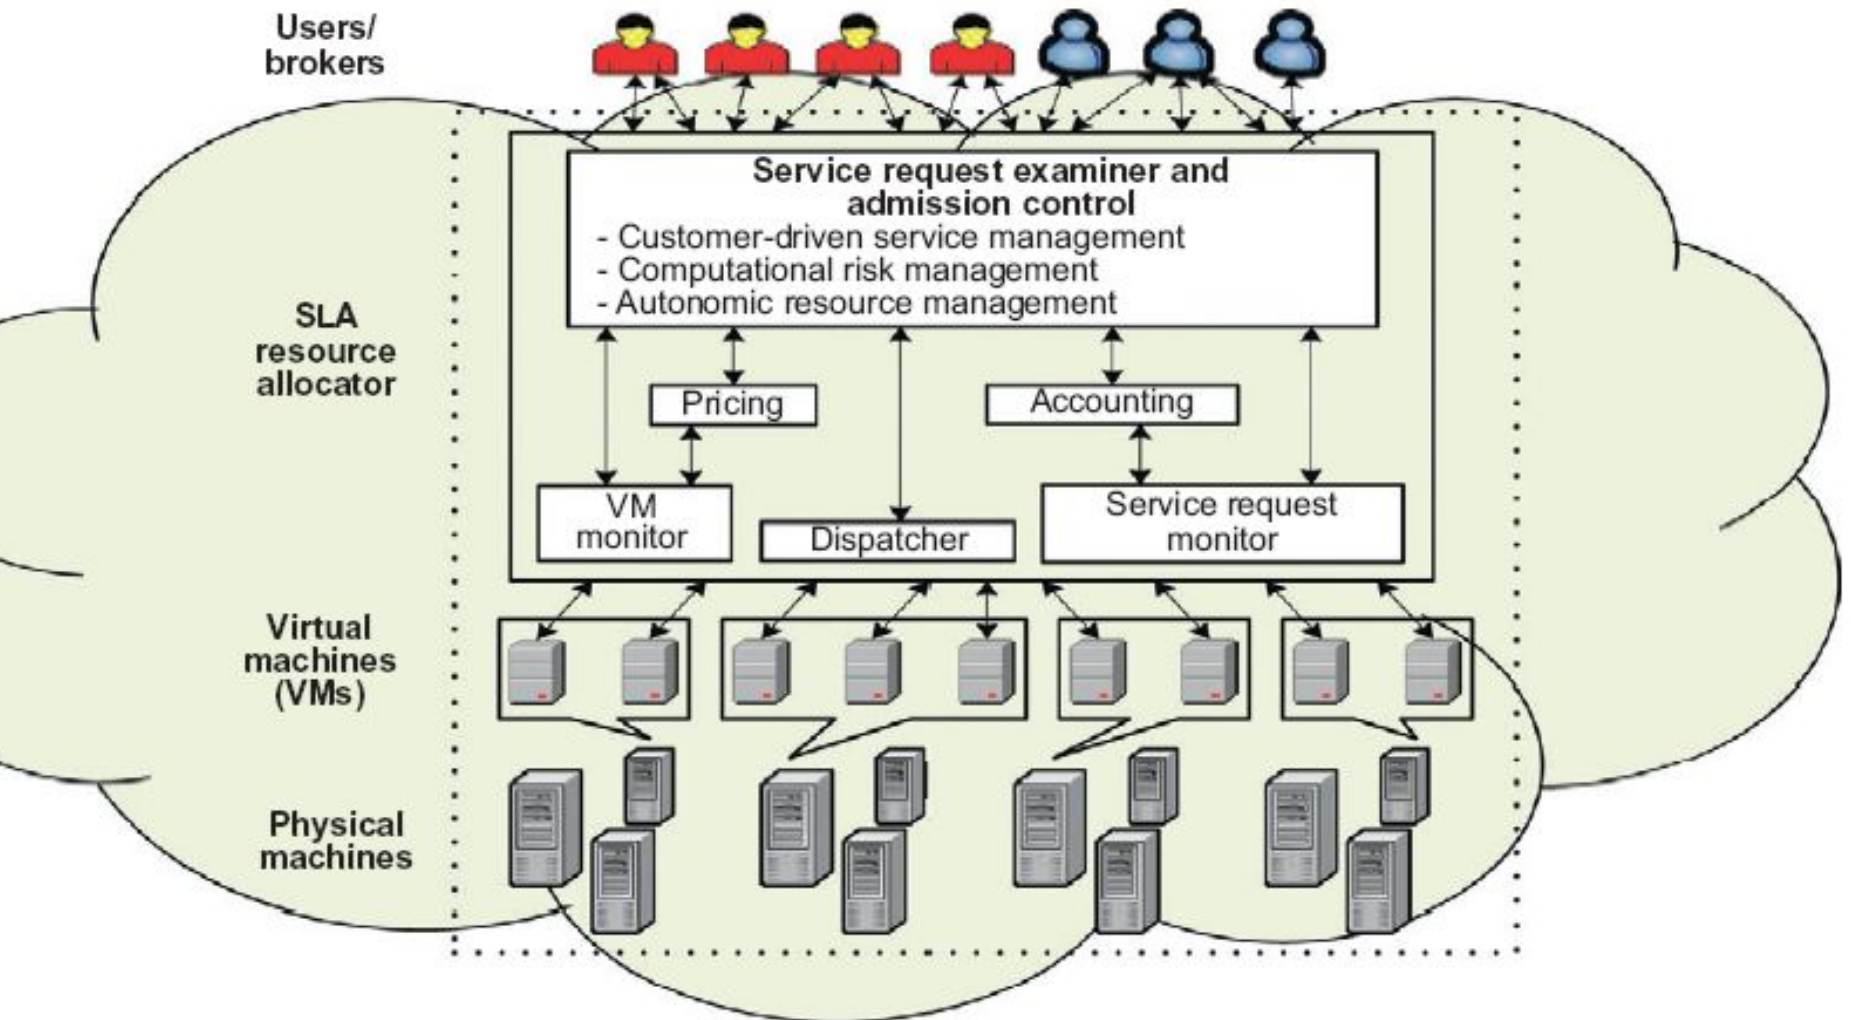 Users/
brokers
Service request examiner and
admission control
- Customer-driven service management
- Computational risk management
- Autonomic resource management
SLA
resource
allocator
Pricing
Accounting
VM
monitor
Dispatcher
Service request
monitor
Virtual
machines
(VMs)
Physical
machines